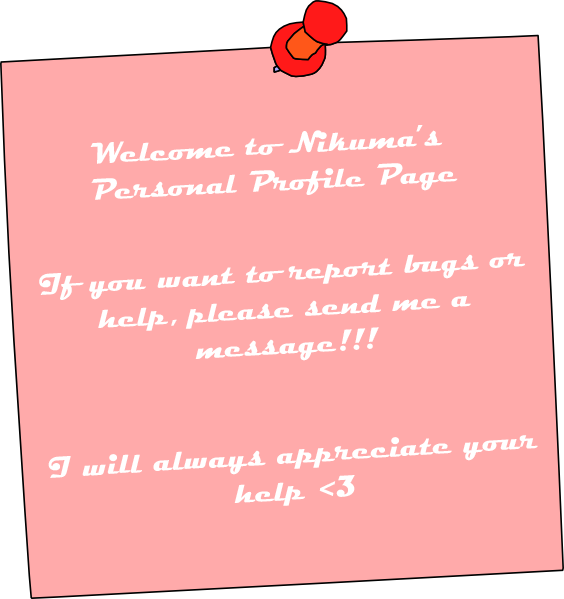 Welcome to Nikuma's
Personal Profile Page
If you want to report bugs or
help, please send me a
message!!!
I will always appreciate your
help <3